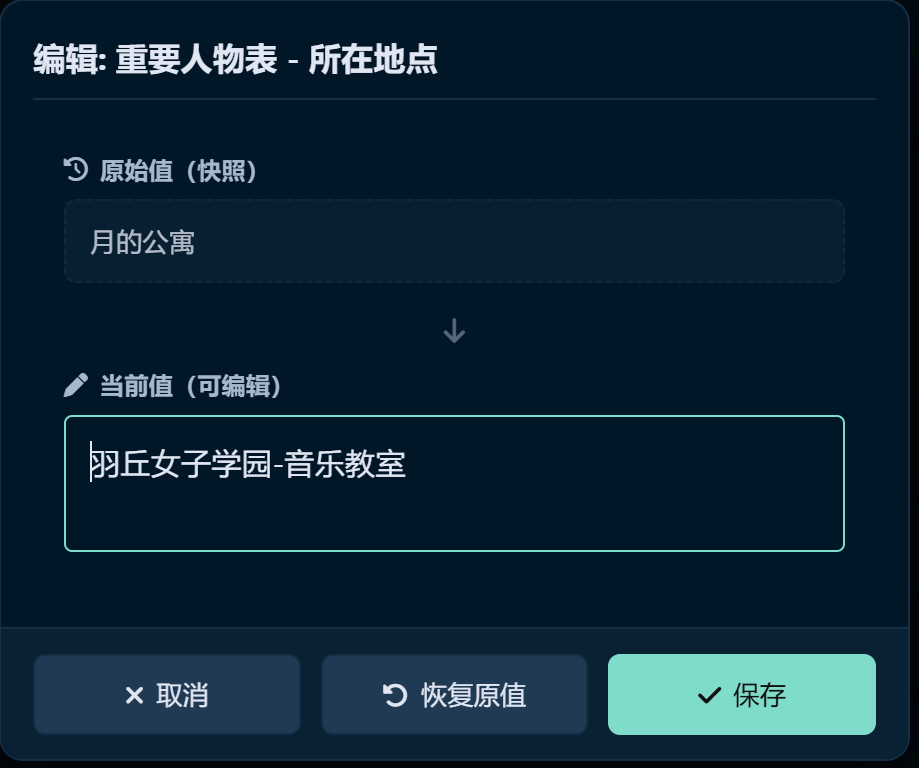 编辑: 重要人物表 - 所在地点
原始值（快照）
月的公寓
当前值（可编辑）
羽丘女子学园-音乐教室
取消
恢复原值
保存